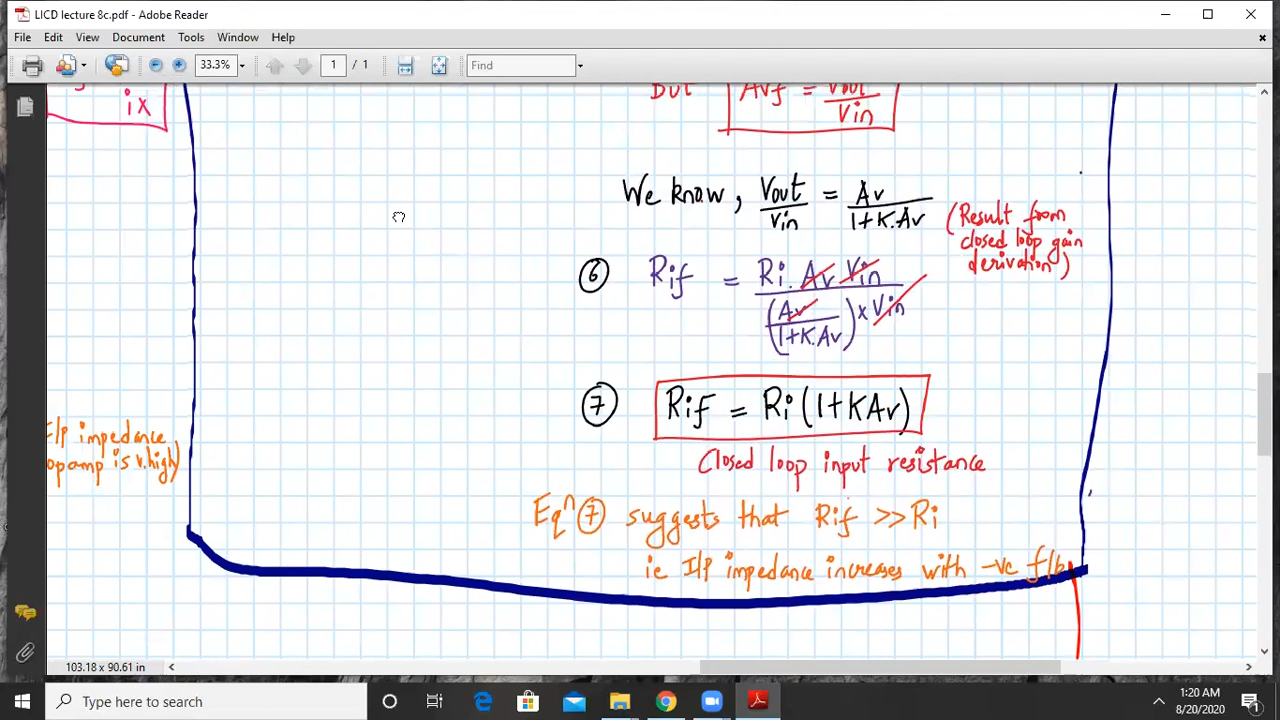 LICD lecture 8c.pdf - Adobe Reader
File Edit View Document Tools Window Help
33.3% 1 / 1 Find
ix
But Avf = Vout
Vin
We know, Vout = Av
Vin 1+K.Av
(Result from
closed loop gain
derivation)
⑥ Rif = Ri.Av Vin
(Av
1+K.Av) x Vin
⑦ Rif = Ri(1+KAv)
Closed loop input resistance
I/p impedance
opamp is v.high)
Eqⁿ ⑦ suggests that Rif >> Ri
ie I/p impedance increases with -ve f/b
103.18 x 90.61 in
Type here to search
1:20 AM
8/20/2020
1